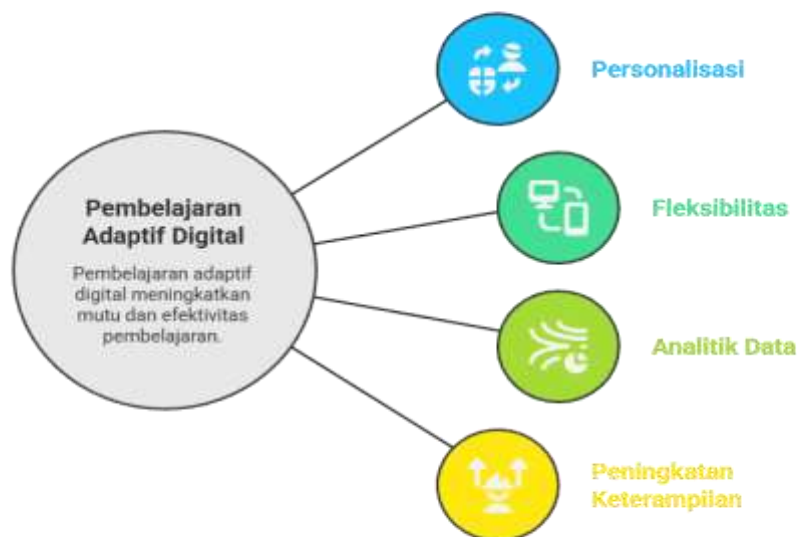 Personalisasi
Pembelajaran
Adaptif Digital
Pembelajaran adaptif
digital meningkatkan
mutu dan efektivitas
pembelajaran.
Fleksibilitas
Analitik Data
Peningkatan
Keterampilan